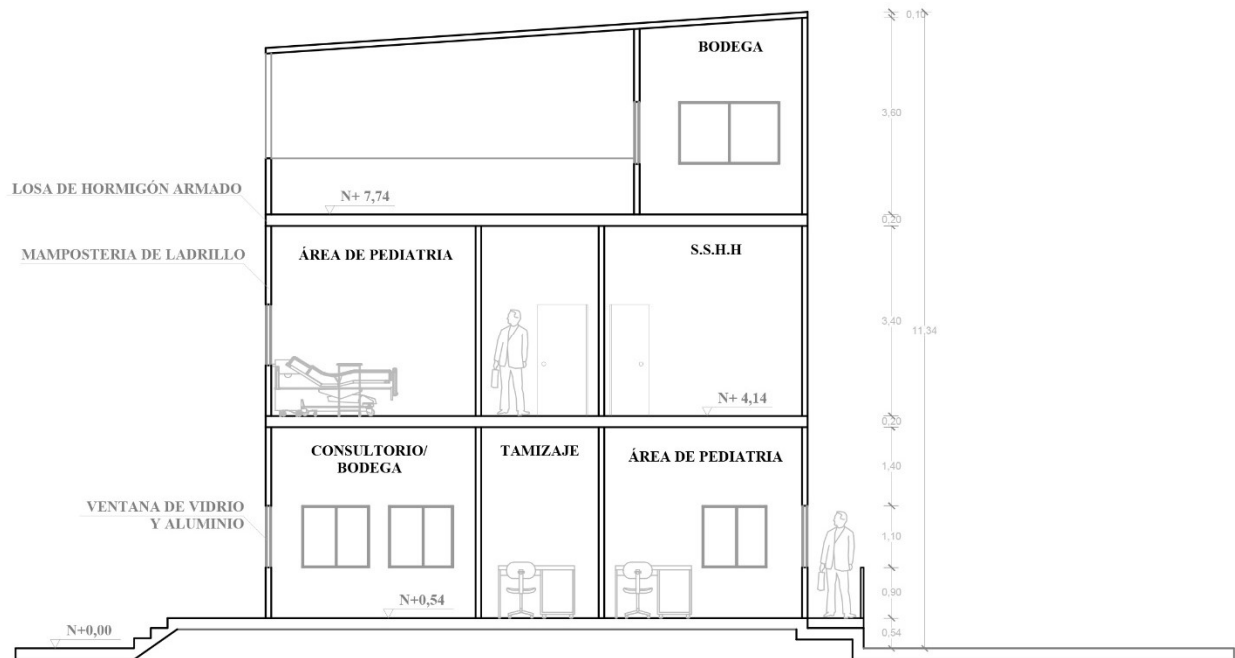 BODEGA
LOSA DE HORMIGÓN ARMADO
N+ 7,74
MAMPOSTERIA DE LADRILLO
ÁREA DE PEDIATRIA
S.S.H.H
N+ 4,14
CONSULTORIO/
BODEGA
TAMIZAJE
ÁREA DE PEDIATRIA
VENTANA DE VIDRIO
Y ALUMINIO
N+0,54
N+0,00
0,10
3,60
0,20
3,40
11,34
0,20
1,40
1,10
0,90
0,54